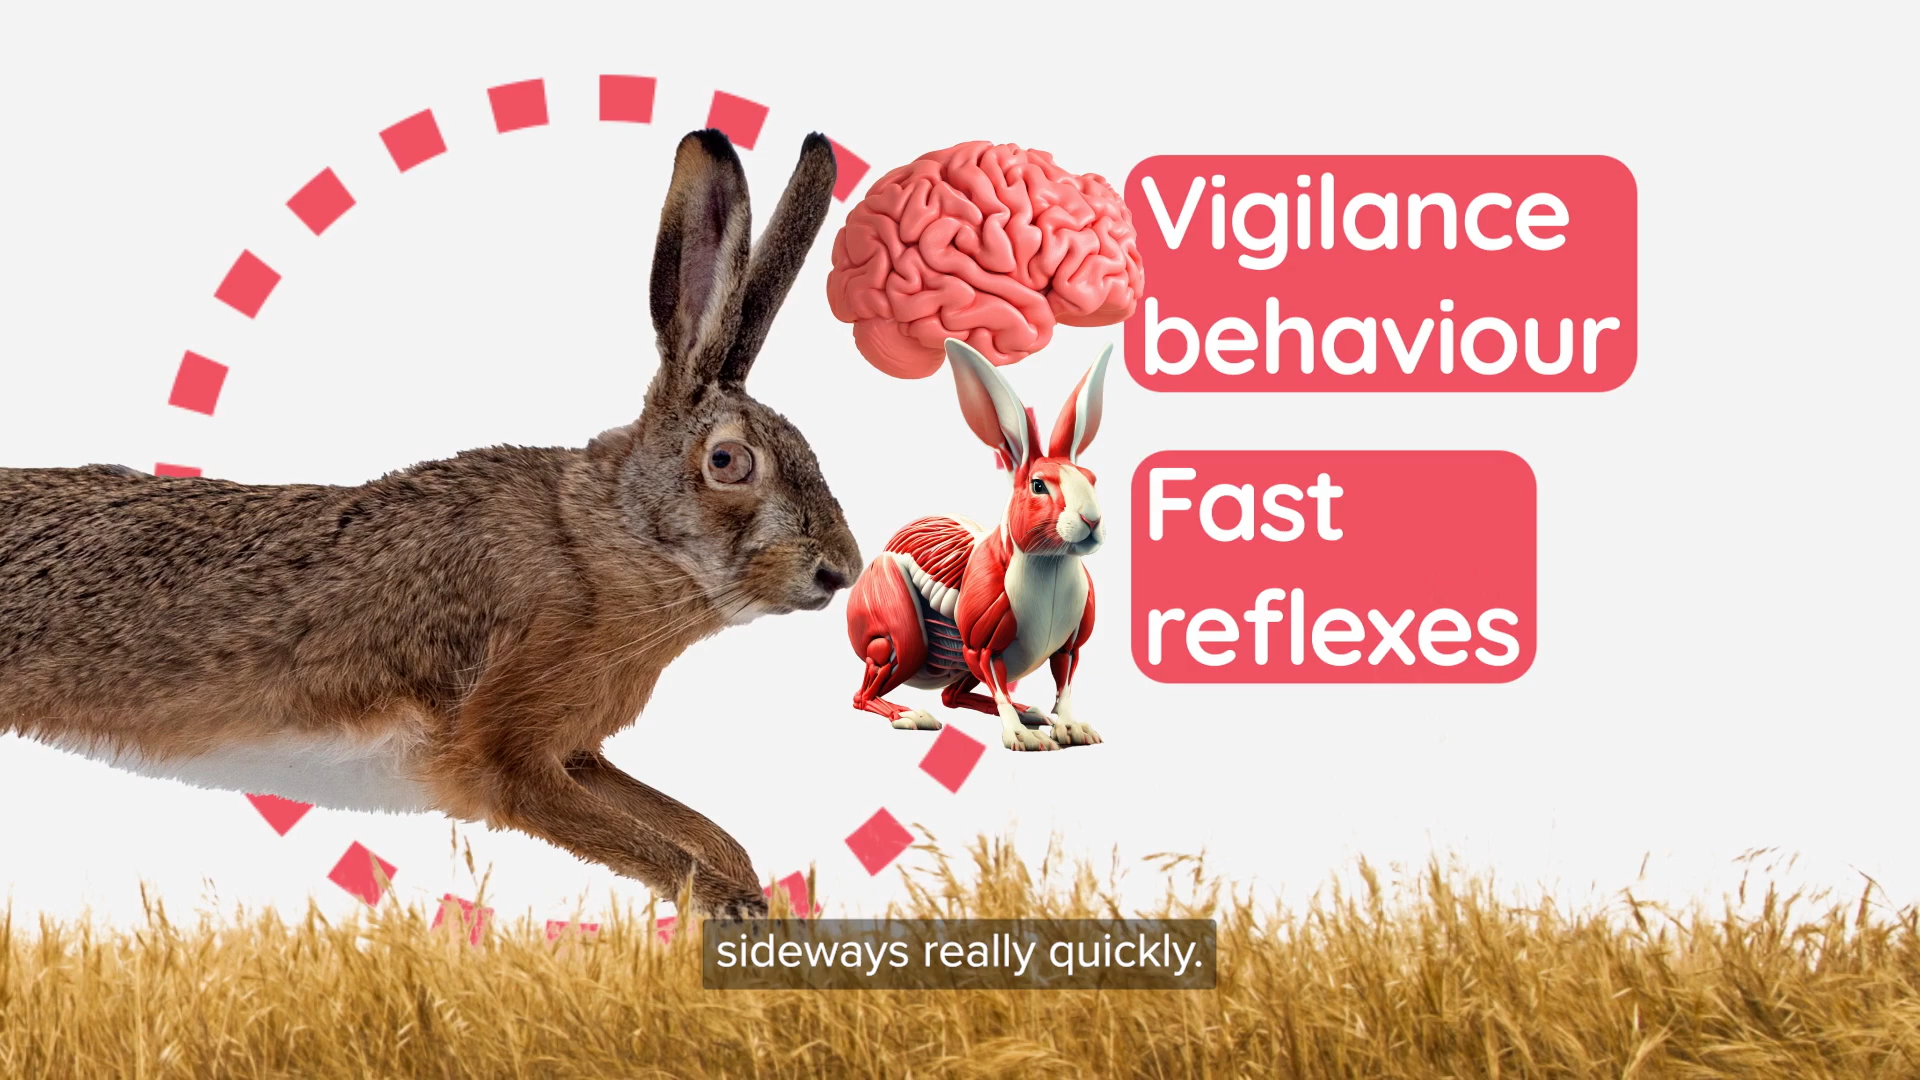 Vigilance
behaviour
Fast
reflexes
sideways really quickly.